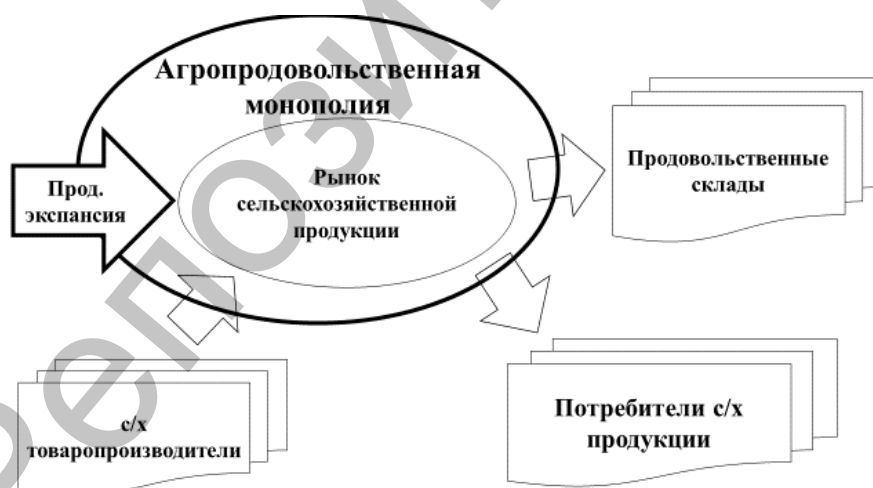 Агропродовольственная
монополия
Прод.
экспансия
Рынок
сельскохозяйственной
продукции
Продовольственные
склады
с/х
товаропроизводители
Потребители с/х
продукции